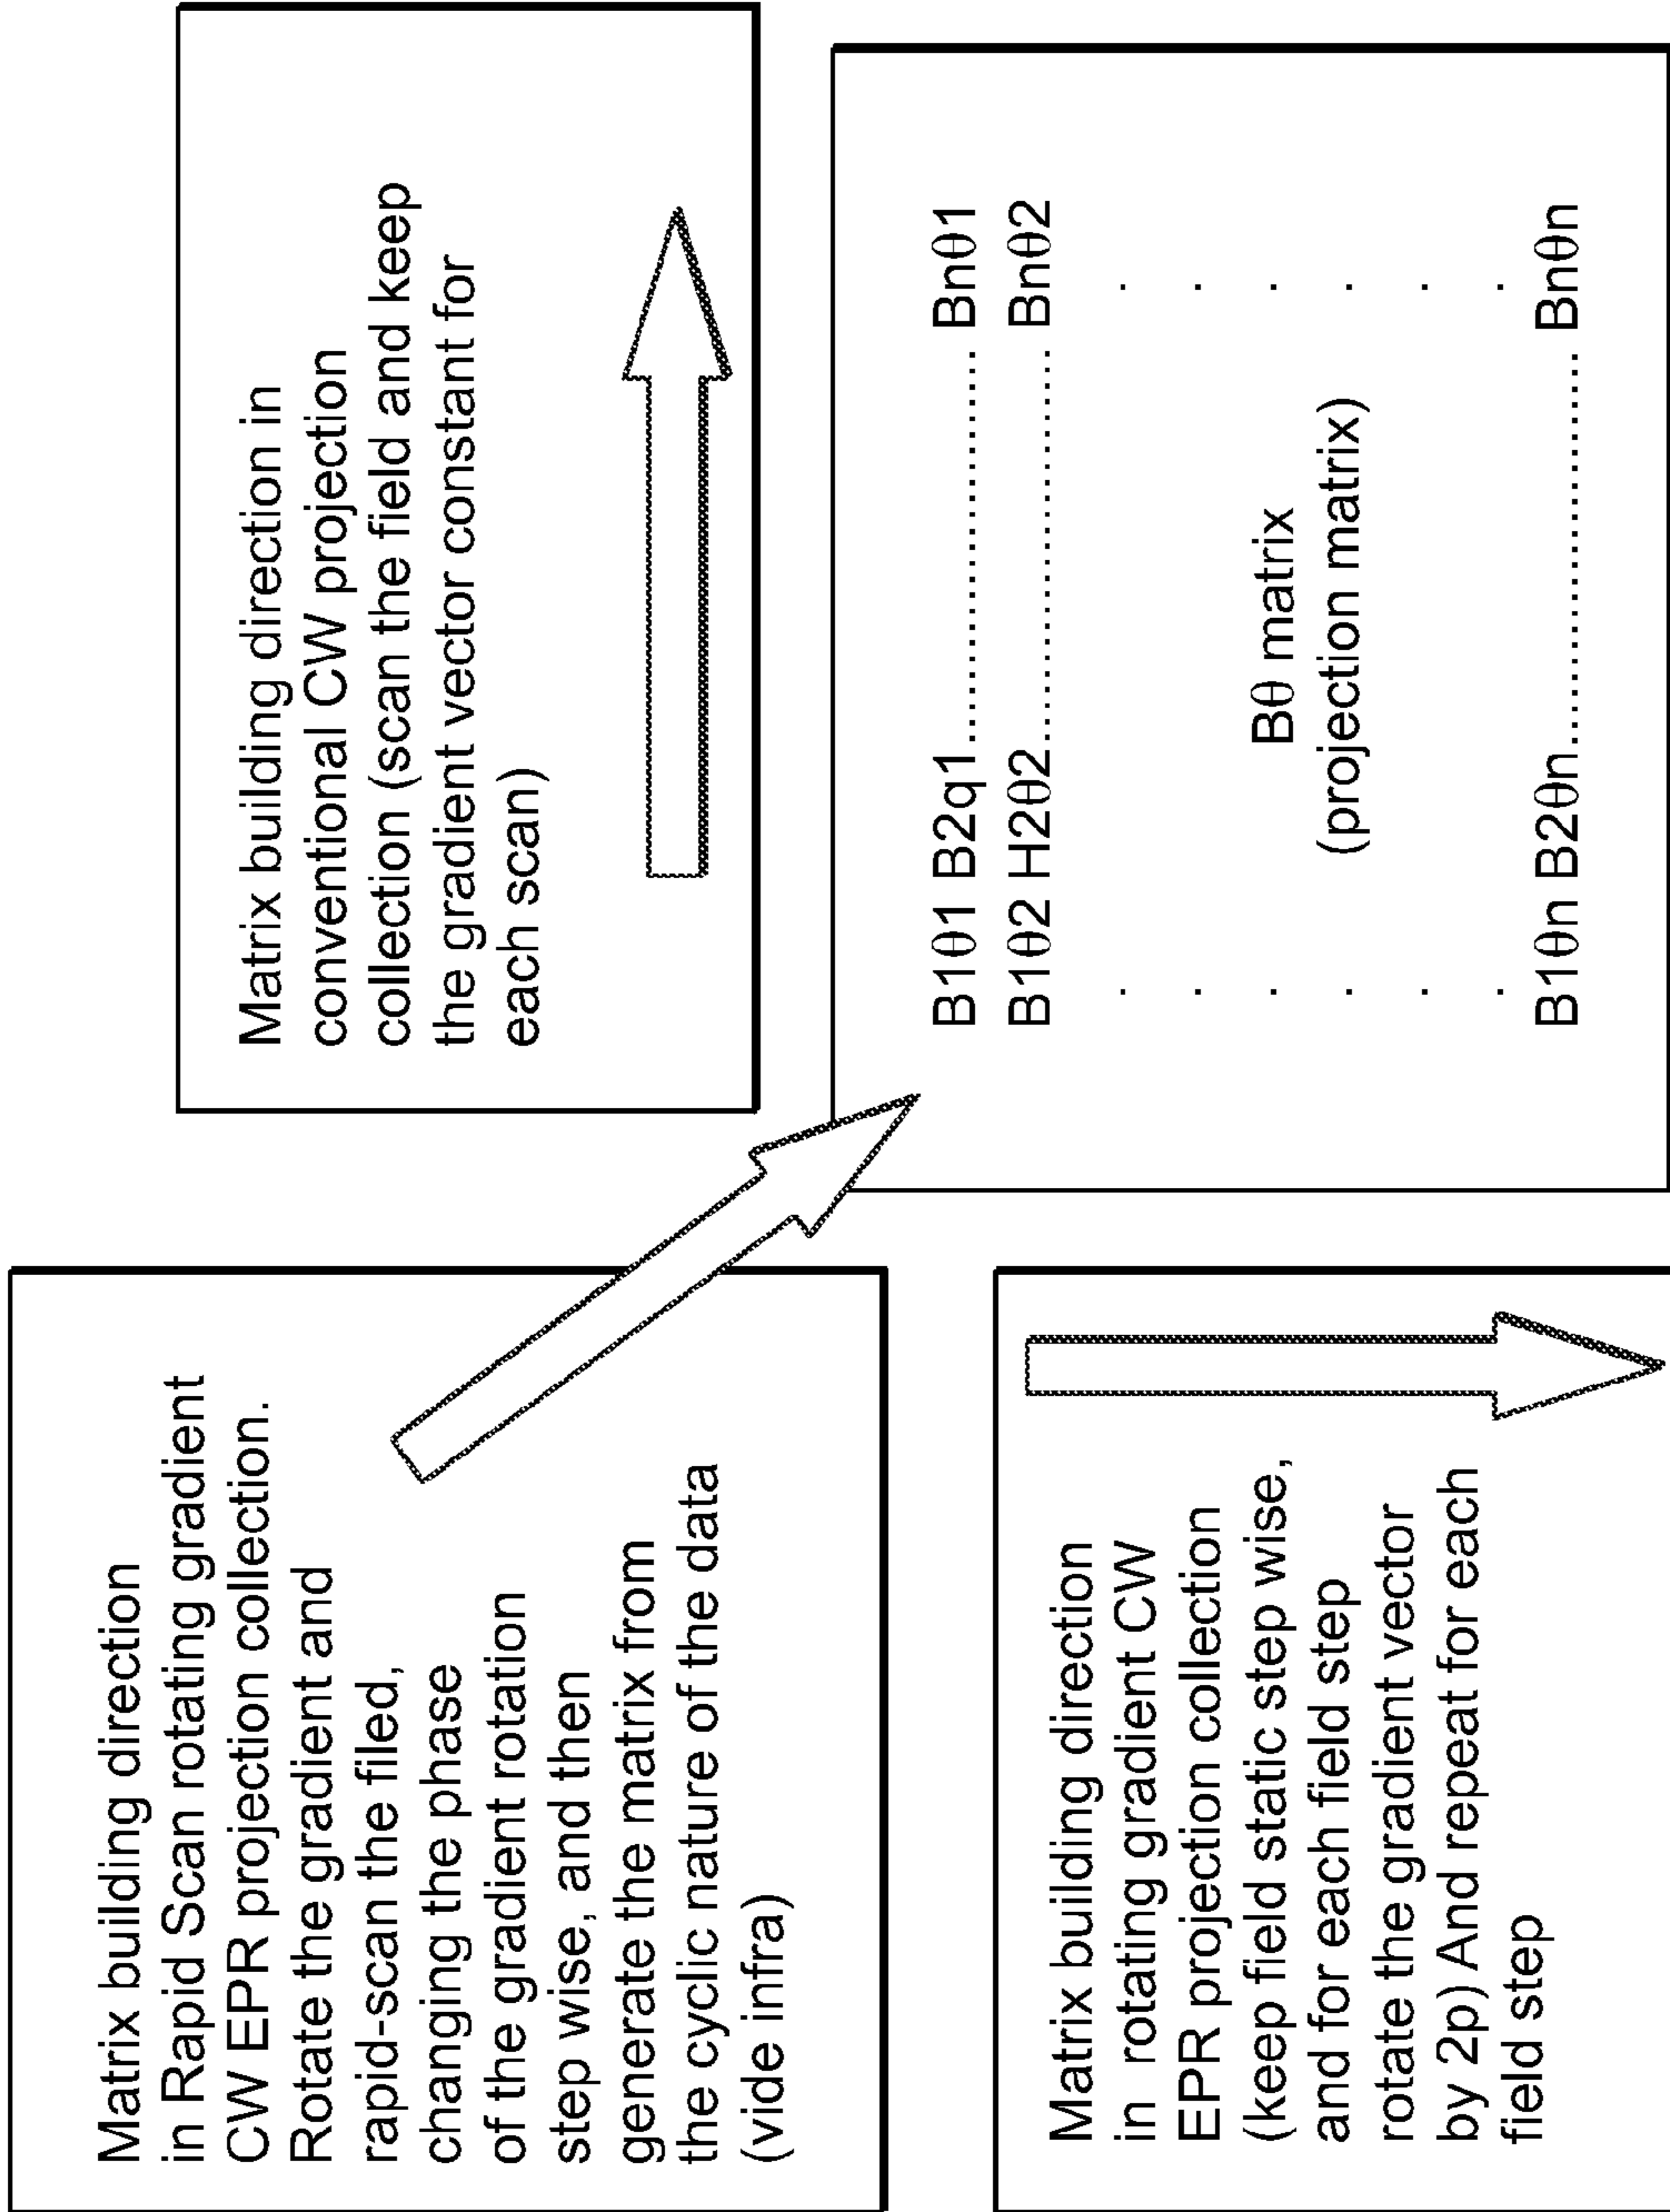 Matrix building direction
in Rapid Scan rotating gradient
CW EPR projection collection.
Rotate the gradient and
rapid-scan the filed,
changing the phase
of the gradient rotation
step wise, and then
generate the matrix from
the cyclic nature of the data
(vide infra)
Matrix building direction in
conventional CW projection
collection (scan the field and keep
the gradient vector constant for
each scan)
Matrix building direction
in rotating gradient CW
EPR projection collection
(keep field static step wise,
and for each field step
rotate the gradient vector
by 2p) And repeat for each
field step
B1θ1 B2q1.......................... Bnθ1
B1θ2 H2θ2.......................... Bnθ2
. .
. .
. .
Bθ matrix
(projection matrix)
. .
. .
. .
B1θn B2θn.......................... Bnθn